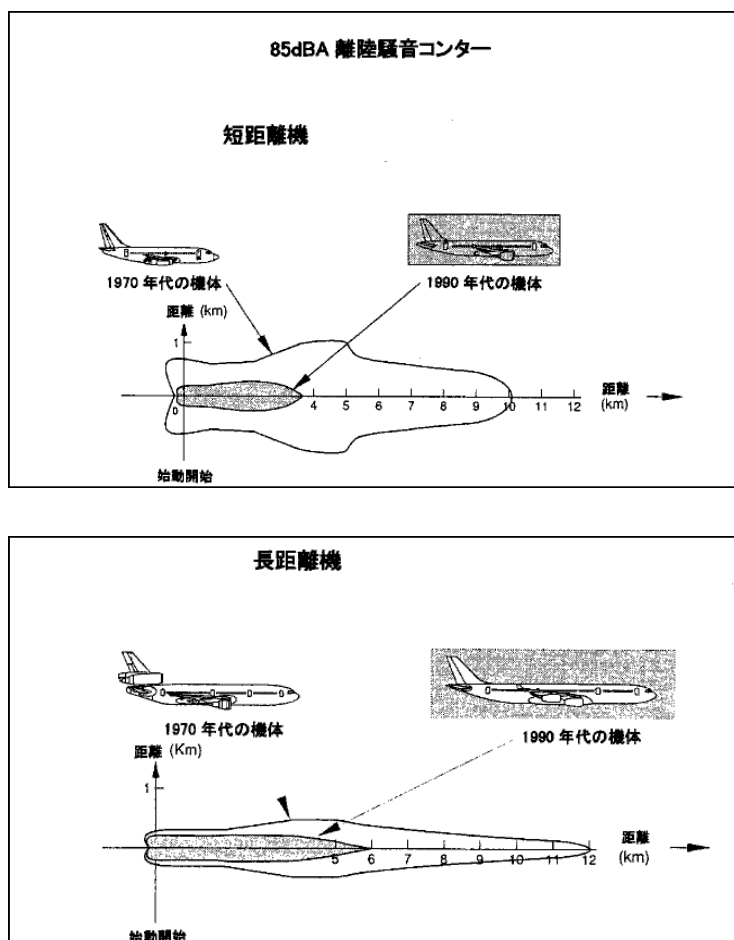 85dBA 離陸騒音コンター
短距離機
1970 年代の機体
1990 年代の機体
距離 (km)
1
0
4 5 6 7 8 9 10 11 12
距離
(km)
始動開始
長距離機
1970 年代の機体
1990 年代の機体
距離 (Km)
1
5 6 7 8 9 10 11 12
距離
(km)
始動開始